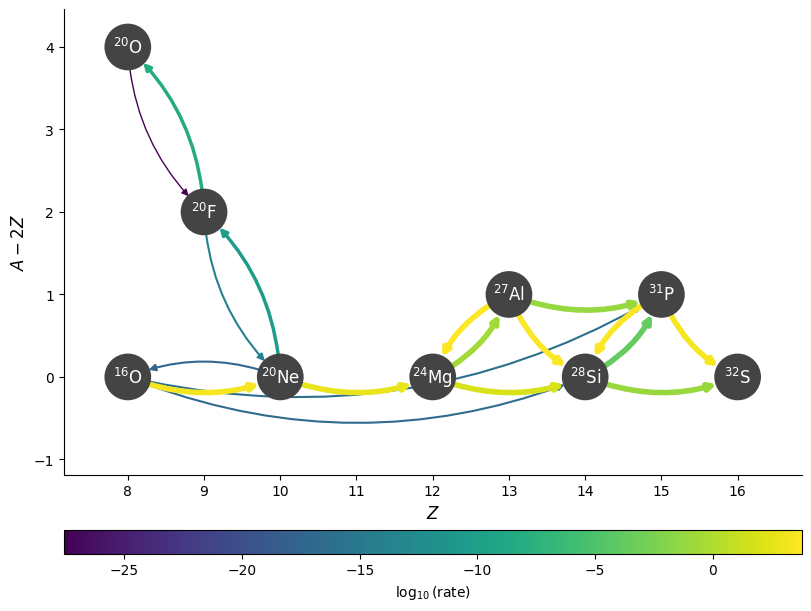 4
3
2
1
0
−1
A − 2Z
²⁰O
²⁰F
²⁷Al
³¹P
¹⁶O
²⁰Ne
²⁴Mg
²⁸Si
³²S
8 9 10 11 12 13 14 15 16
Z
−25 −20 −15 −10 −5 0
log₁₀(rate)